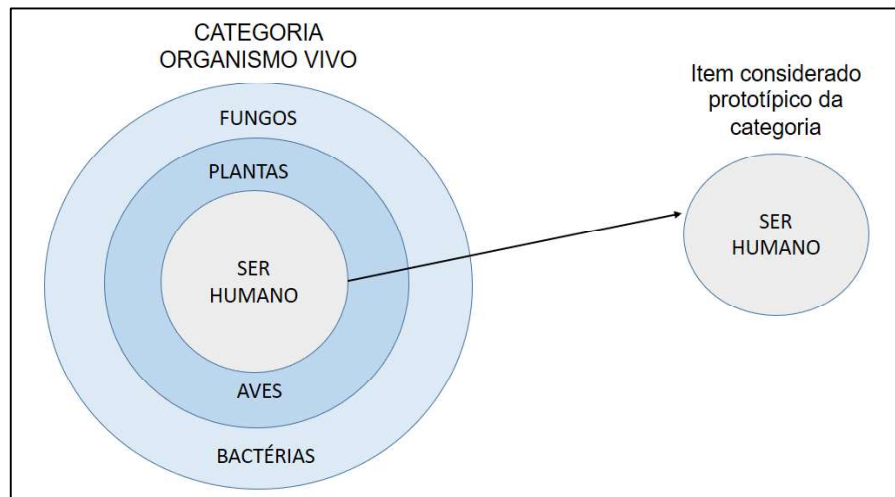 CATEGORIA
ORGANISMO VIVO
FUNGOS
PLANTAS
SER
HUMANO
AVES
BACTÉRIAS
Item considerado
prototípico da
categoria
SER
HUMANO